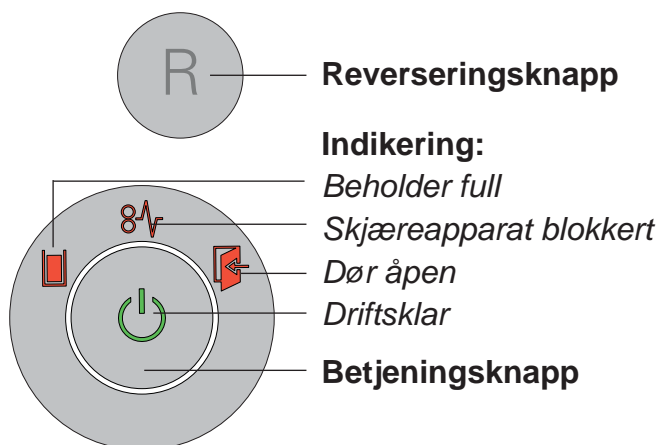 R
Reverseringsknapp
Indikering:
Beholder full
Skjæreapparat blokkert
Dør åpen
Driftsklar
Betjeningsknapp